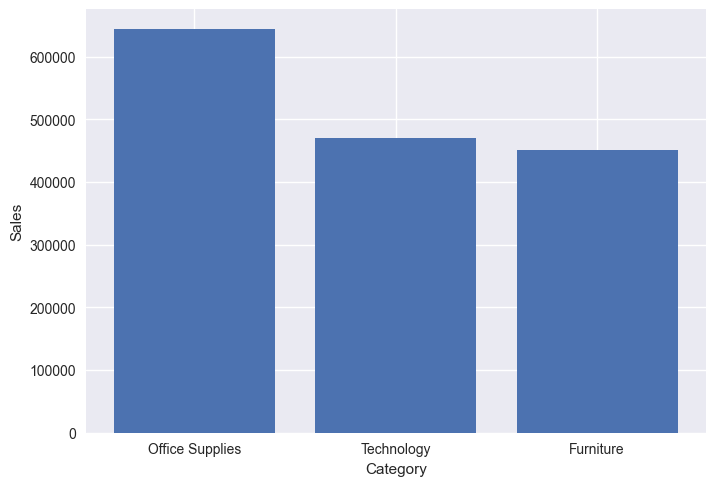 600000
500000
400000
300000
200000
100000
0
Sales
Office Supplies
Technology
Furniture
Category